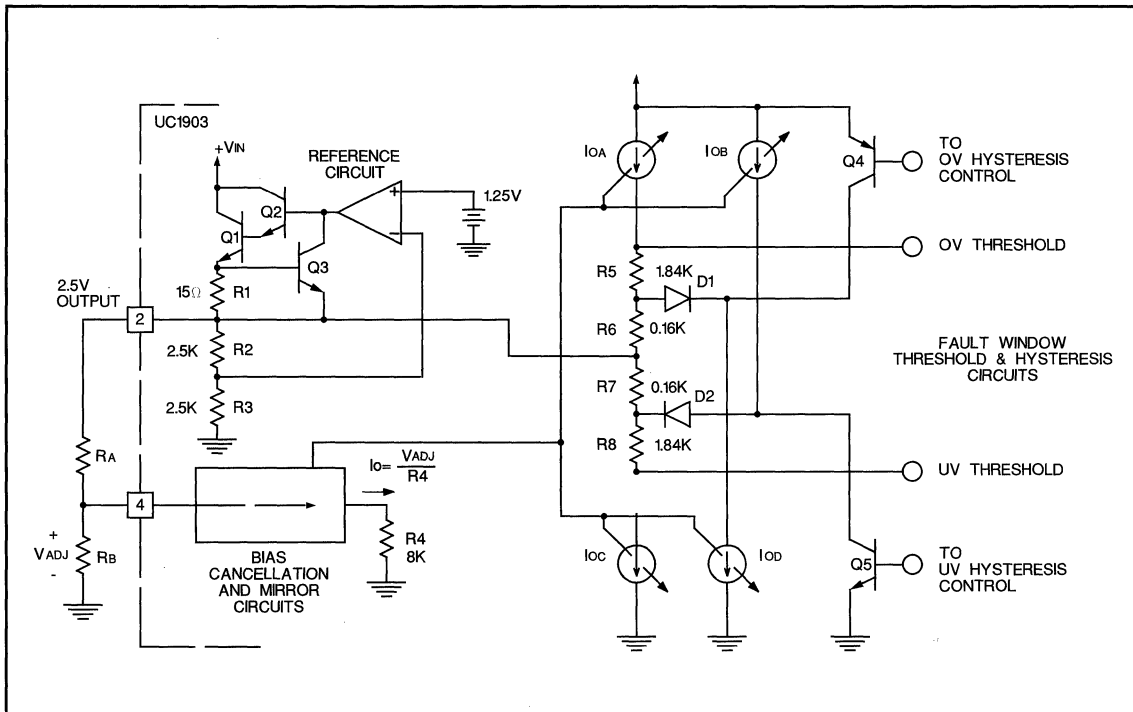 UC1903
+VIN
REFERENCE
CIRCUIT
1.25V
Q2
Q1
Q3
2.5V
OUTPUT
15Ω
R1
2
2.5K
R2
2.5K
R3
RA
4
+
VADJ
-
RB
IO= VADJ
R4
R4
8K
BIAS
CANCELLATION
AND MIRROR
CIRCUITS
IOA
IOB
Q4
TO
OV HYSTERESIS
CONTROL
OV THRESHOLD
R5
1.84K
D1
R6
0.16K
FAULT WINDOW
THRESHOLD & HYSTERESIS
CIRCUITS
R7
0.16K
D2
R8
1.84K
UV THRESHOLD
IOC
IOD
Q5
TO
UV HYSTERESIS
CONTROL